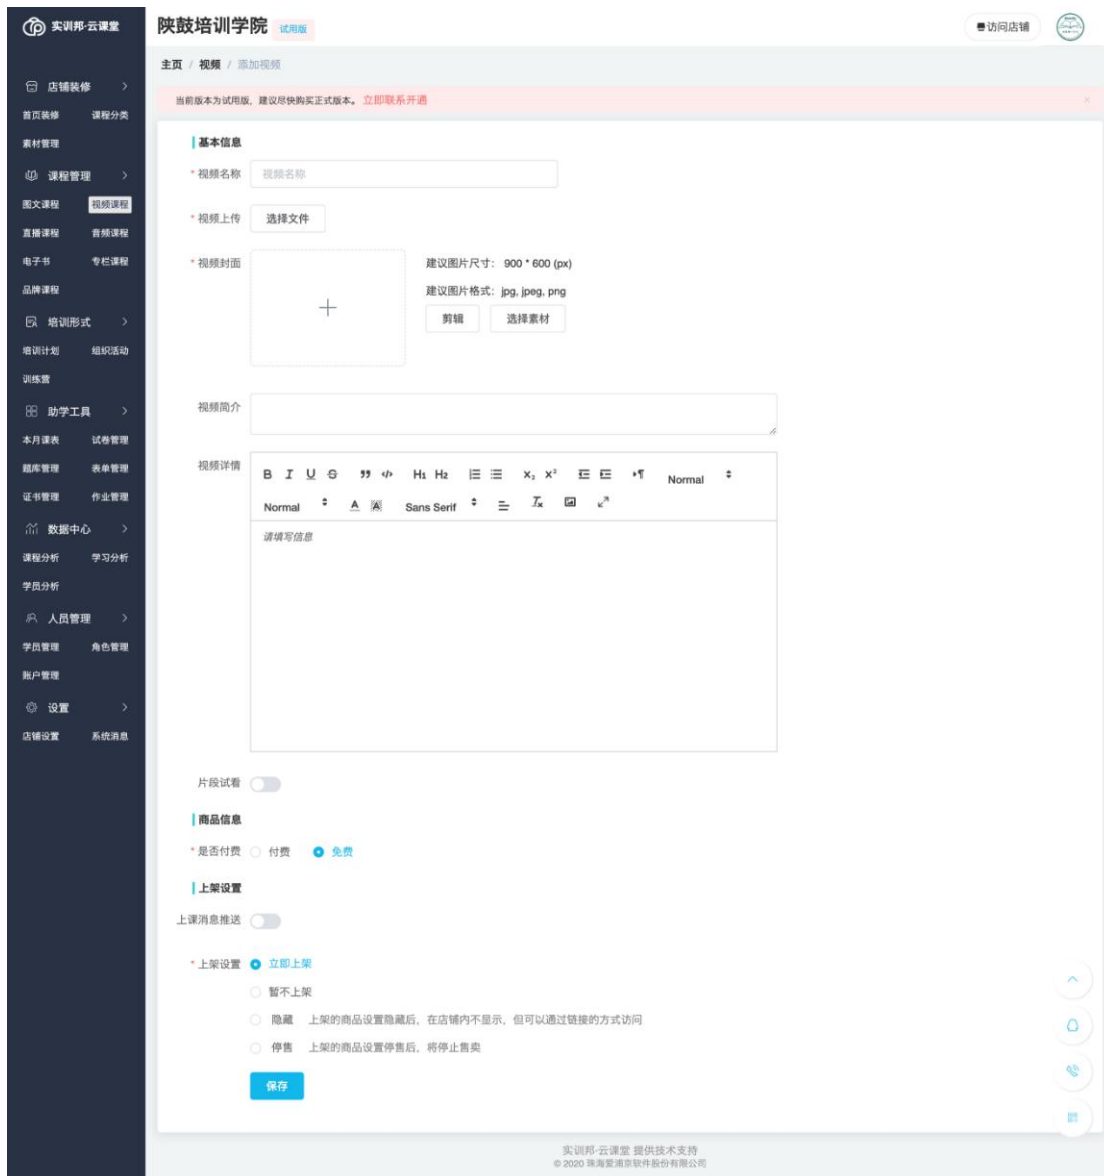 实训邦·云课堂
陕鼓培训学院 试用版
访问店铺
主页 / 视频 / 添加视频
当前版本为试用版，建议尽快购买正式版本。 立即联系开通
店铺装修
首页装修 课程分类
素材管理
课程管理
图文课程 视频课程
直播课程 音频课程
电子书 专栏课程
品牌课程
培训形式
培训计划 组织活动
训练营
助学工具
本月课表 试卷管理
题库管理 表单管理
证书管理 作业管理
数据中心
课程分析 学习分析
学员分析
人员管理
学员管理 角色管理
账户管理
设置
店铺设置 系统消息
基本信息
* 视频名称 视频名称
* 视频上传 选择文件
* 视频封面
建议图片尺寸： 900 * 600 (px)
建议图片格式：jpg, jpeg, png
剪辑 选择素材
视频简介
视频详情
B I U S H1 H2 X2 X2 Normal
Normal A A Sans Serif Tx
请填写信息
片段试看
商品信息
* 是否付费 付费 免费
上架设置
上课消息推送
* 上架设置 立即上架
暂不上架
隐藏 上架的商品设置隐藏后，在店铺内不显示，但可以通过链接的方式访问
停售 上架的商品设置停售后，将停止售卖
保存
实训邦·云课堂 提供技术支持
© 2020 珠海爱浦京软件股份有限公司